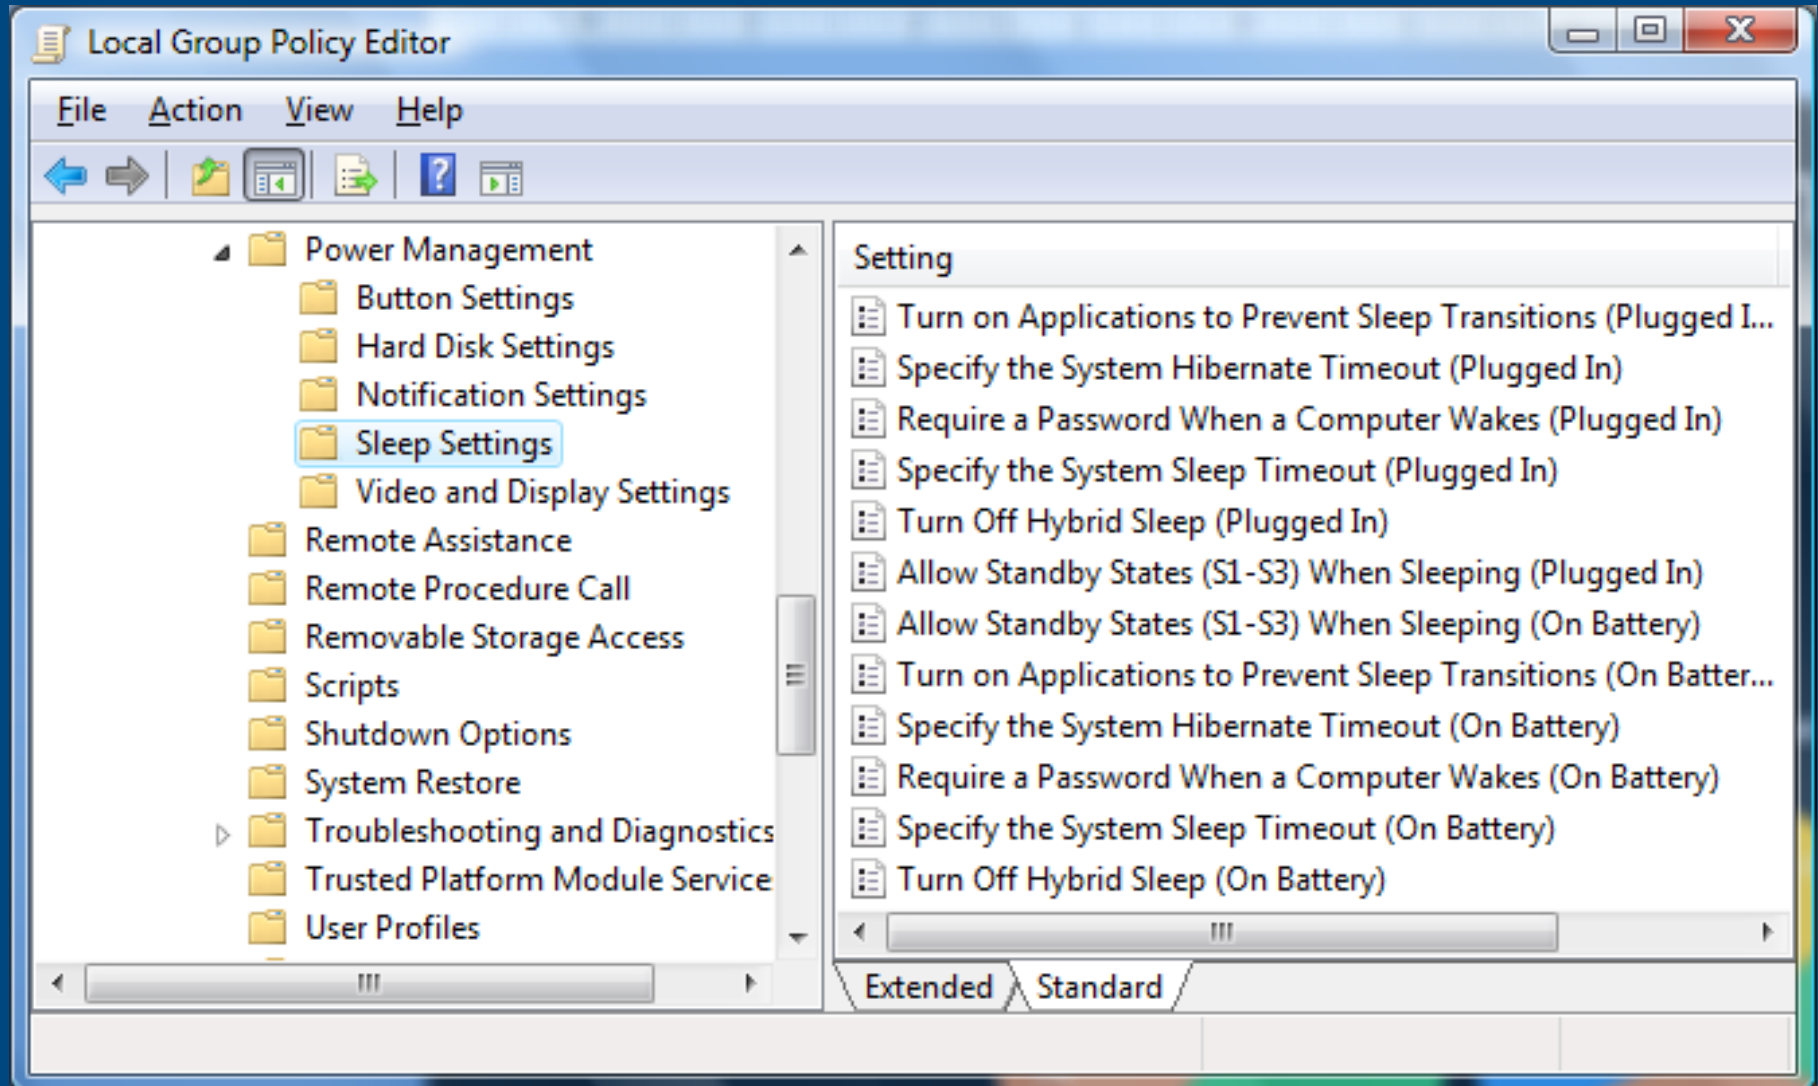 Local Group Policy Editor
File Action View Help
Power Management
Button Settings
Hard Disk Settings
Notification Settings
Sleep Settings
Video and Display Settings
Remote Assistance
Remote Procedure Call
Removable Storage Access
Scripts
Shutdown Options
System Restore
Troubleshooting and Diagnostics
Trusted Platform Module Service
User Profiles
Setting
Turn on Applications to Prevent Sleep Transitions (Plugged I...
Specify the System Hibernate Timeout (Plugged In)
Require a Password When a Computer Wakes (Plugged In)
Specify the System Sleep Timeout (Plugged In)
Turn Off Hybrid Sleep (Plugged In)
Allow Standby States (S1-S3) When Sleeping (Plugged In)
Allow Standby States (S1-S3) When Sleeping (On Battery)
Turn on Applications to Prevent Sleep Transitions (On Batter...
Specify the System Hibernate Timeout (On Battery)
Require a Password When a Computer Wakes (On Battery)
Specify the System Sleep Timeout (On Battery)
Turn Off Hybrid Sleep (On Battery)
Extended Standard